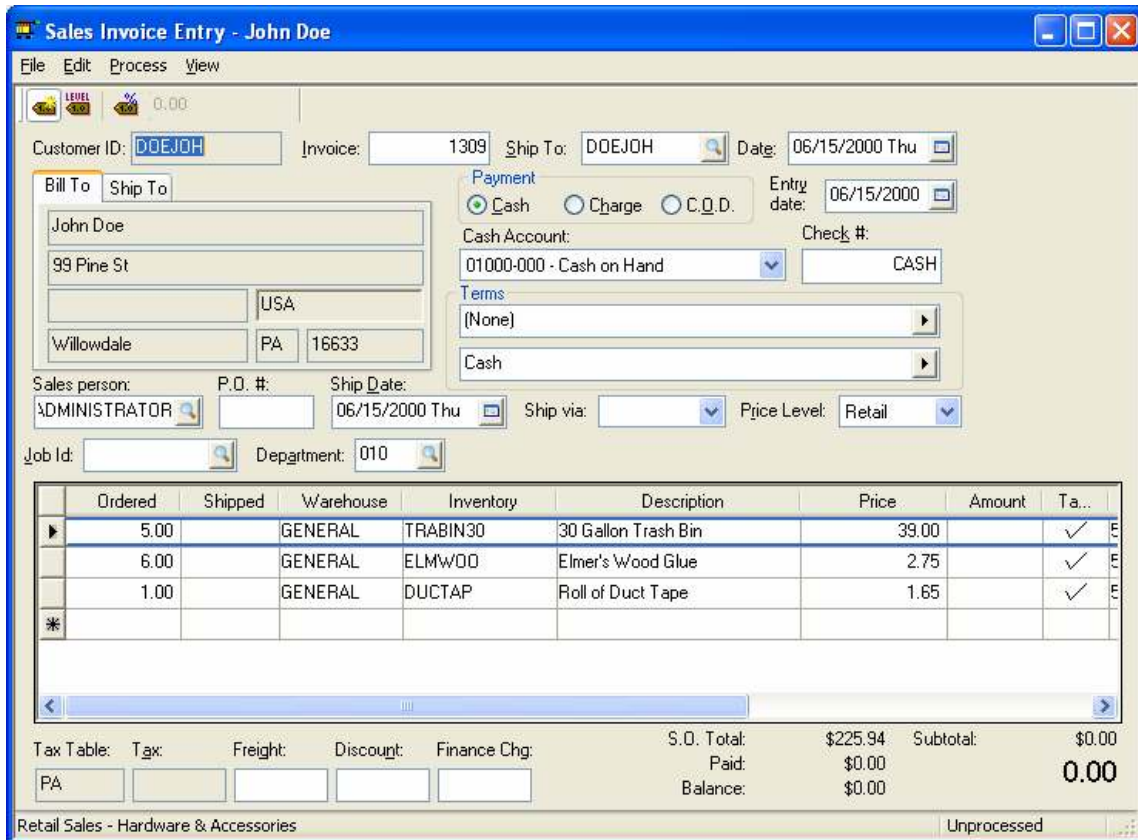 Sales Invoice Entry - John Doe
File Edit Process View
LEVEL 0.00
Customer ID: DOEJOH Invoice: 1309 Ship To: DOEJOH Date: 06/15/2000 Thu
Bill To Ship To
Payment
Cash Charge C.O.D.
Entry date: 06/15/2000
John Doe
99 Pine St
USA
Willowdale PA 16633
Cash Account: Check #:
01000-000 - Cash on Hand CASH
Terms
(None)
Cash
Sales person: P.O. #: Ship Date:
ADMINISTRATOR 06/15/2000 Thu Ship via: Price Level: Retail
Job Id: Department: 010
Ordered Shipped Warehouse Inventory Description Price Amount Ta...
5.00 GENERAL TRABIN30 30 Gallon Trash Bin 39.00
6.00 GENERAL ELMWOO Elmer's Wood Glue 2.75
1.00 GENERAL DUCTAP Roll of Duct Tape 1.65
Tax Table: Tax: Freight: Discount: Finance Chg:
PA
S.O. Total: $225.94 Subtotal: $0.00
Paid: $0.00 0.00
Balance: $0.00
Retail Sales - Hardware & Accessories Unprocessed